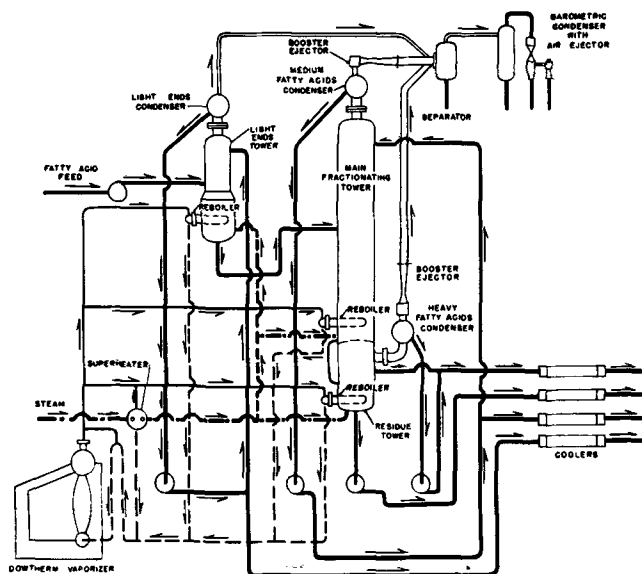 BAROMETRIC
CONDENSER
WITH
AIR EJECTOR
BOOSTER
EJECTOR
MEDIUM
FATTY ACIDS
CONDENSER
SEPARATOR
LIGHT ENDS
CONDENSER
LIGHT
ENDS
TOWER
FATTY ACID
FEED
MAIN
FRACTIONATING
TOWER
REBOILER
BOOSTER
EJECTOR
HEAVY
FATTY ACIDS
CONDENSER
REBOILER
SUPERHEATER
REBOILER
STEAM
RESIDUE
TOWER
COOLERS
DOWTHERM VAPORIZER